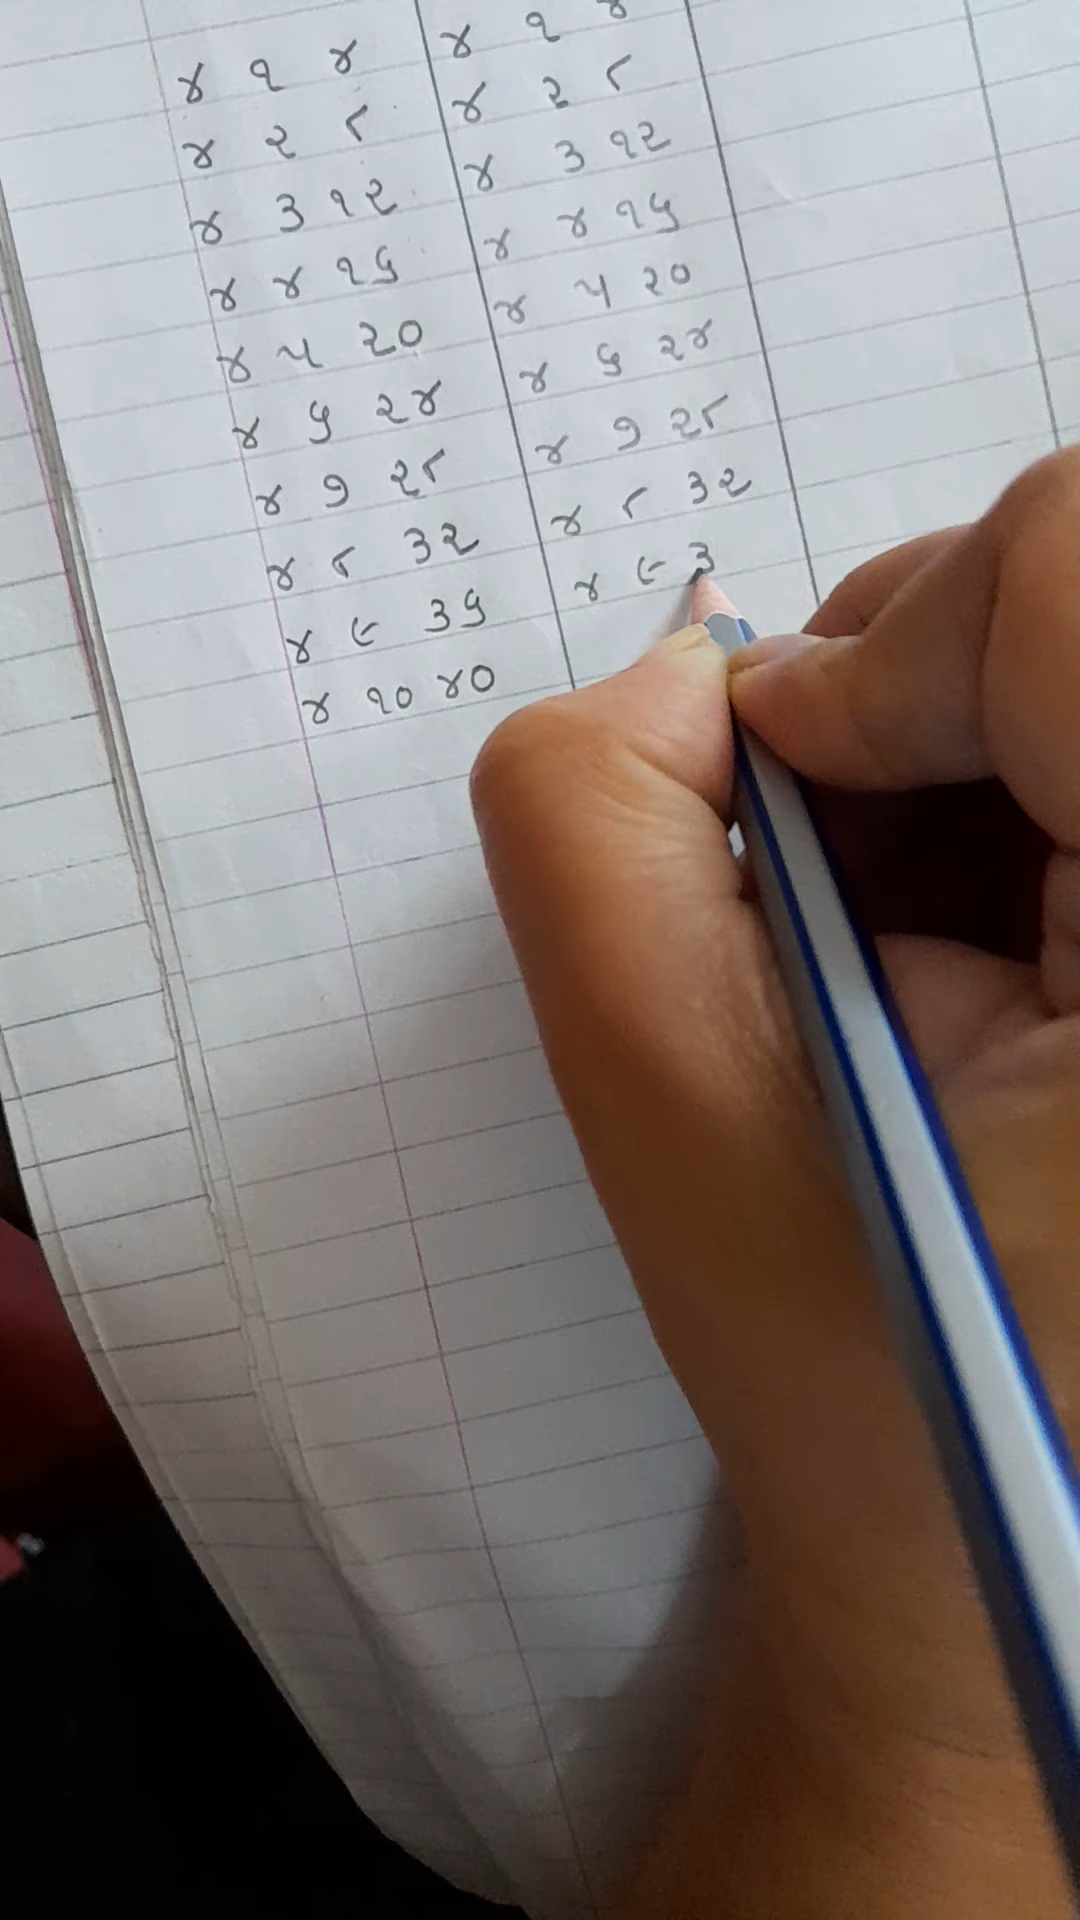 ૪ ૧ ૪
૪ ૨ ૮
૪ ૩ ૧૨
૪ ૪ ૧૬
૪ ૫ ૨૦
૪ ૬ ૨૪
૪ ૭ ૨૮
૪ ૮ ૩૨
૪ ૯ ૩૬
૪ ૧૦ ૪૦
૪ ૧ ૪
૪ ૨ ૮
૪ ૩ ૧૨
૪ ૪ ૧૬
૪ ૫ ૨૦
૪ ૬ ૨૪
૪ ૭ ૨૮
૪ ૮ ૩૨
૪ ૯ ૩